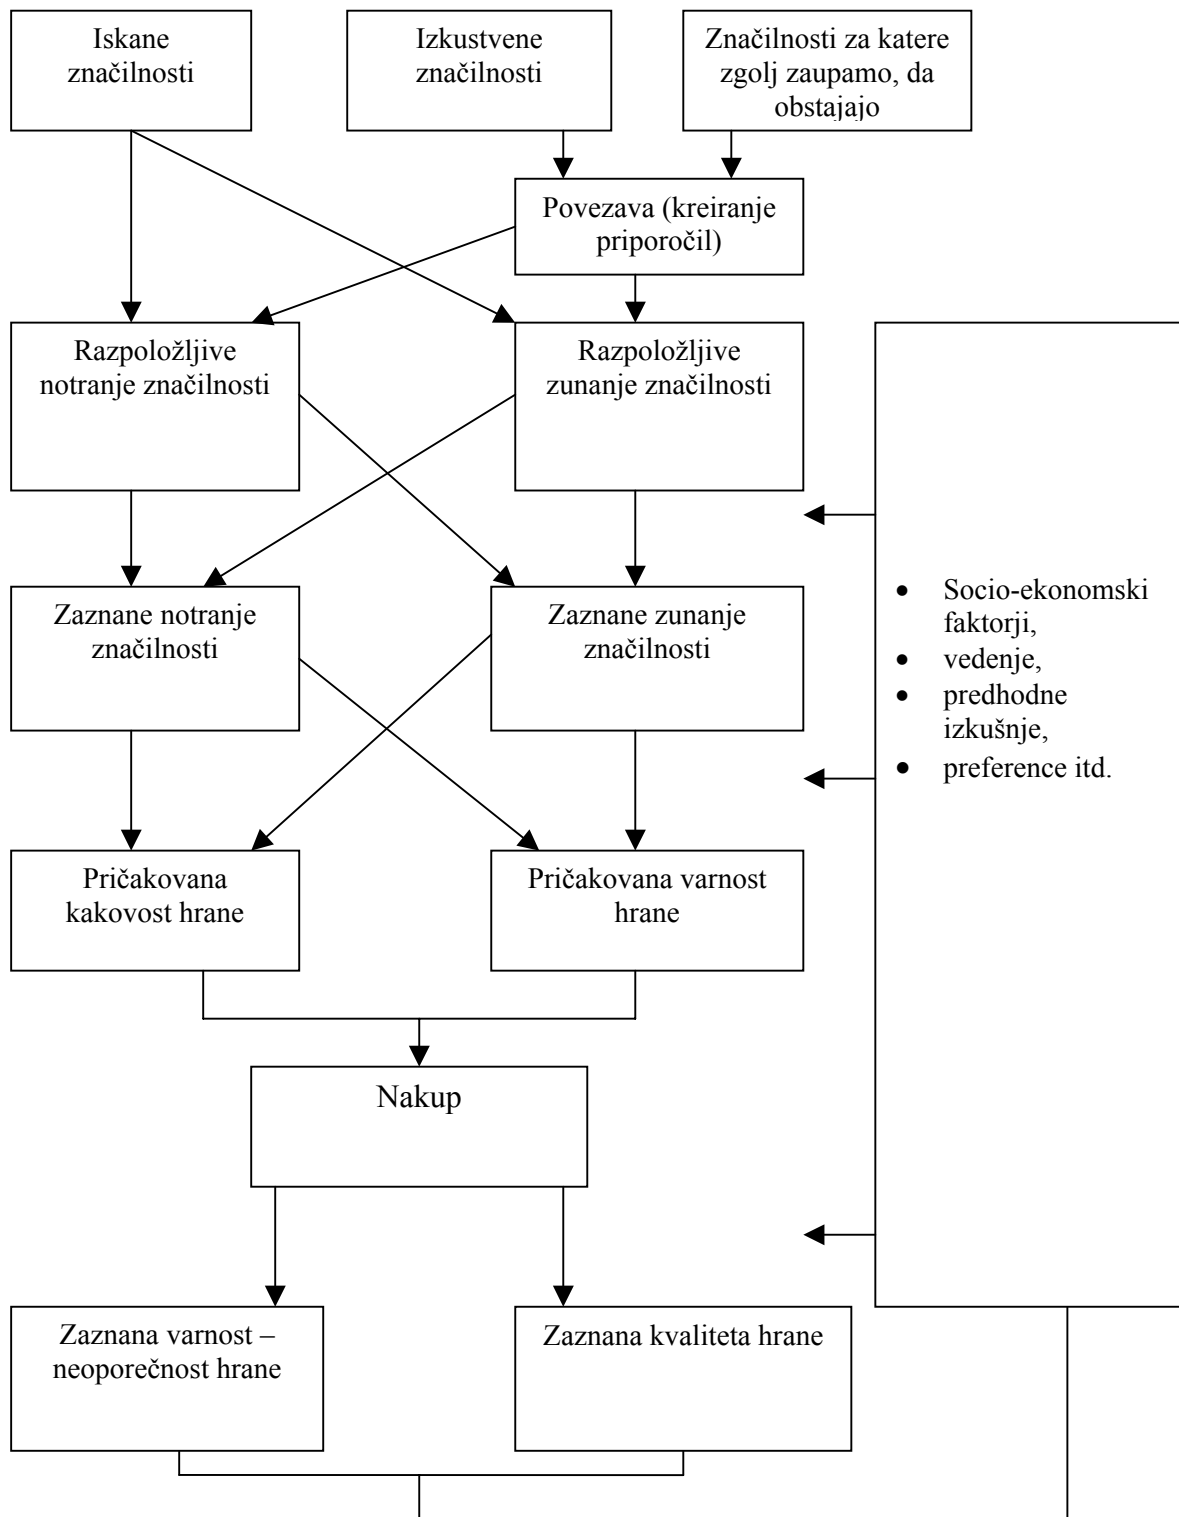 Iskane
značilnosti
Izkustvene
značilnosti
Značilnosti za katere
zgolj zaupamo, da
obstajajo
Povezava (kreiranje
priporočil)
Razpoložljive
notranje značilnosti
Razpoložljive
zunanje značilnosti
Zaznane notranje
značilnosti
Zaznane zunanje
značilnosti
• Socio-ekonomski
faktorji,
• vedenje,
• predhodne
izkušnje,
• preference itd.
Pričakovana
kakovost hrane
Pričakovana varnost
hrane
Nakup
Zaznana varnost –
neoporečnost hrane
Zaznana kvaliteta hrane